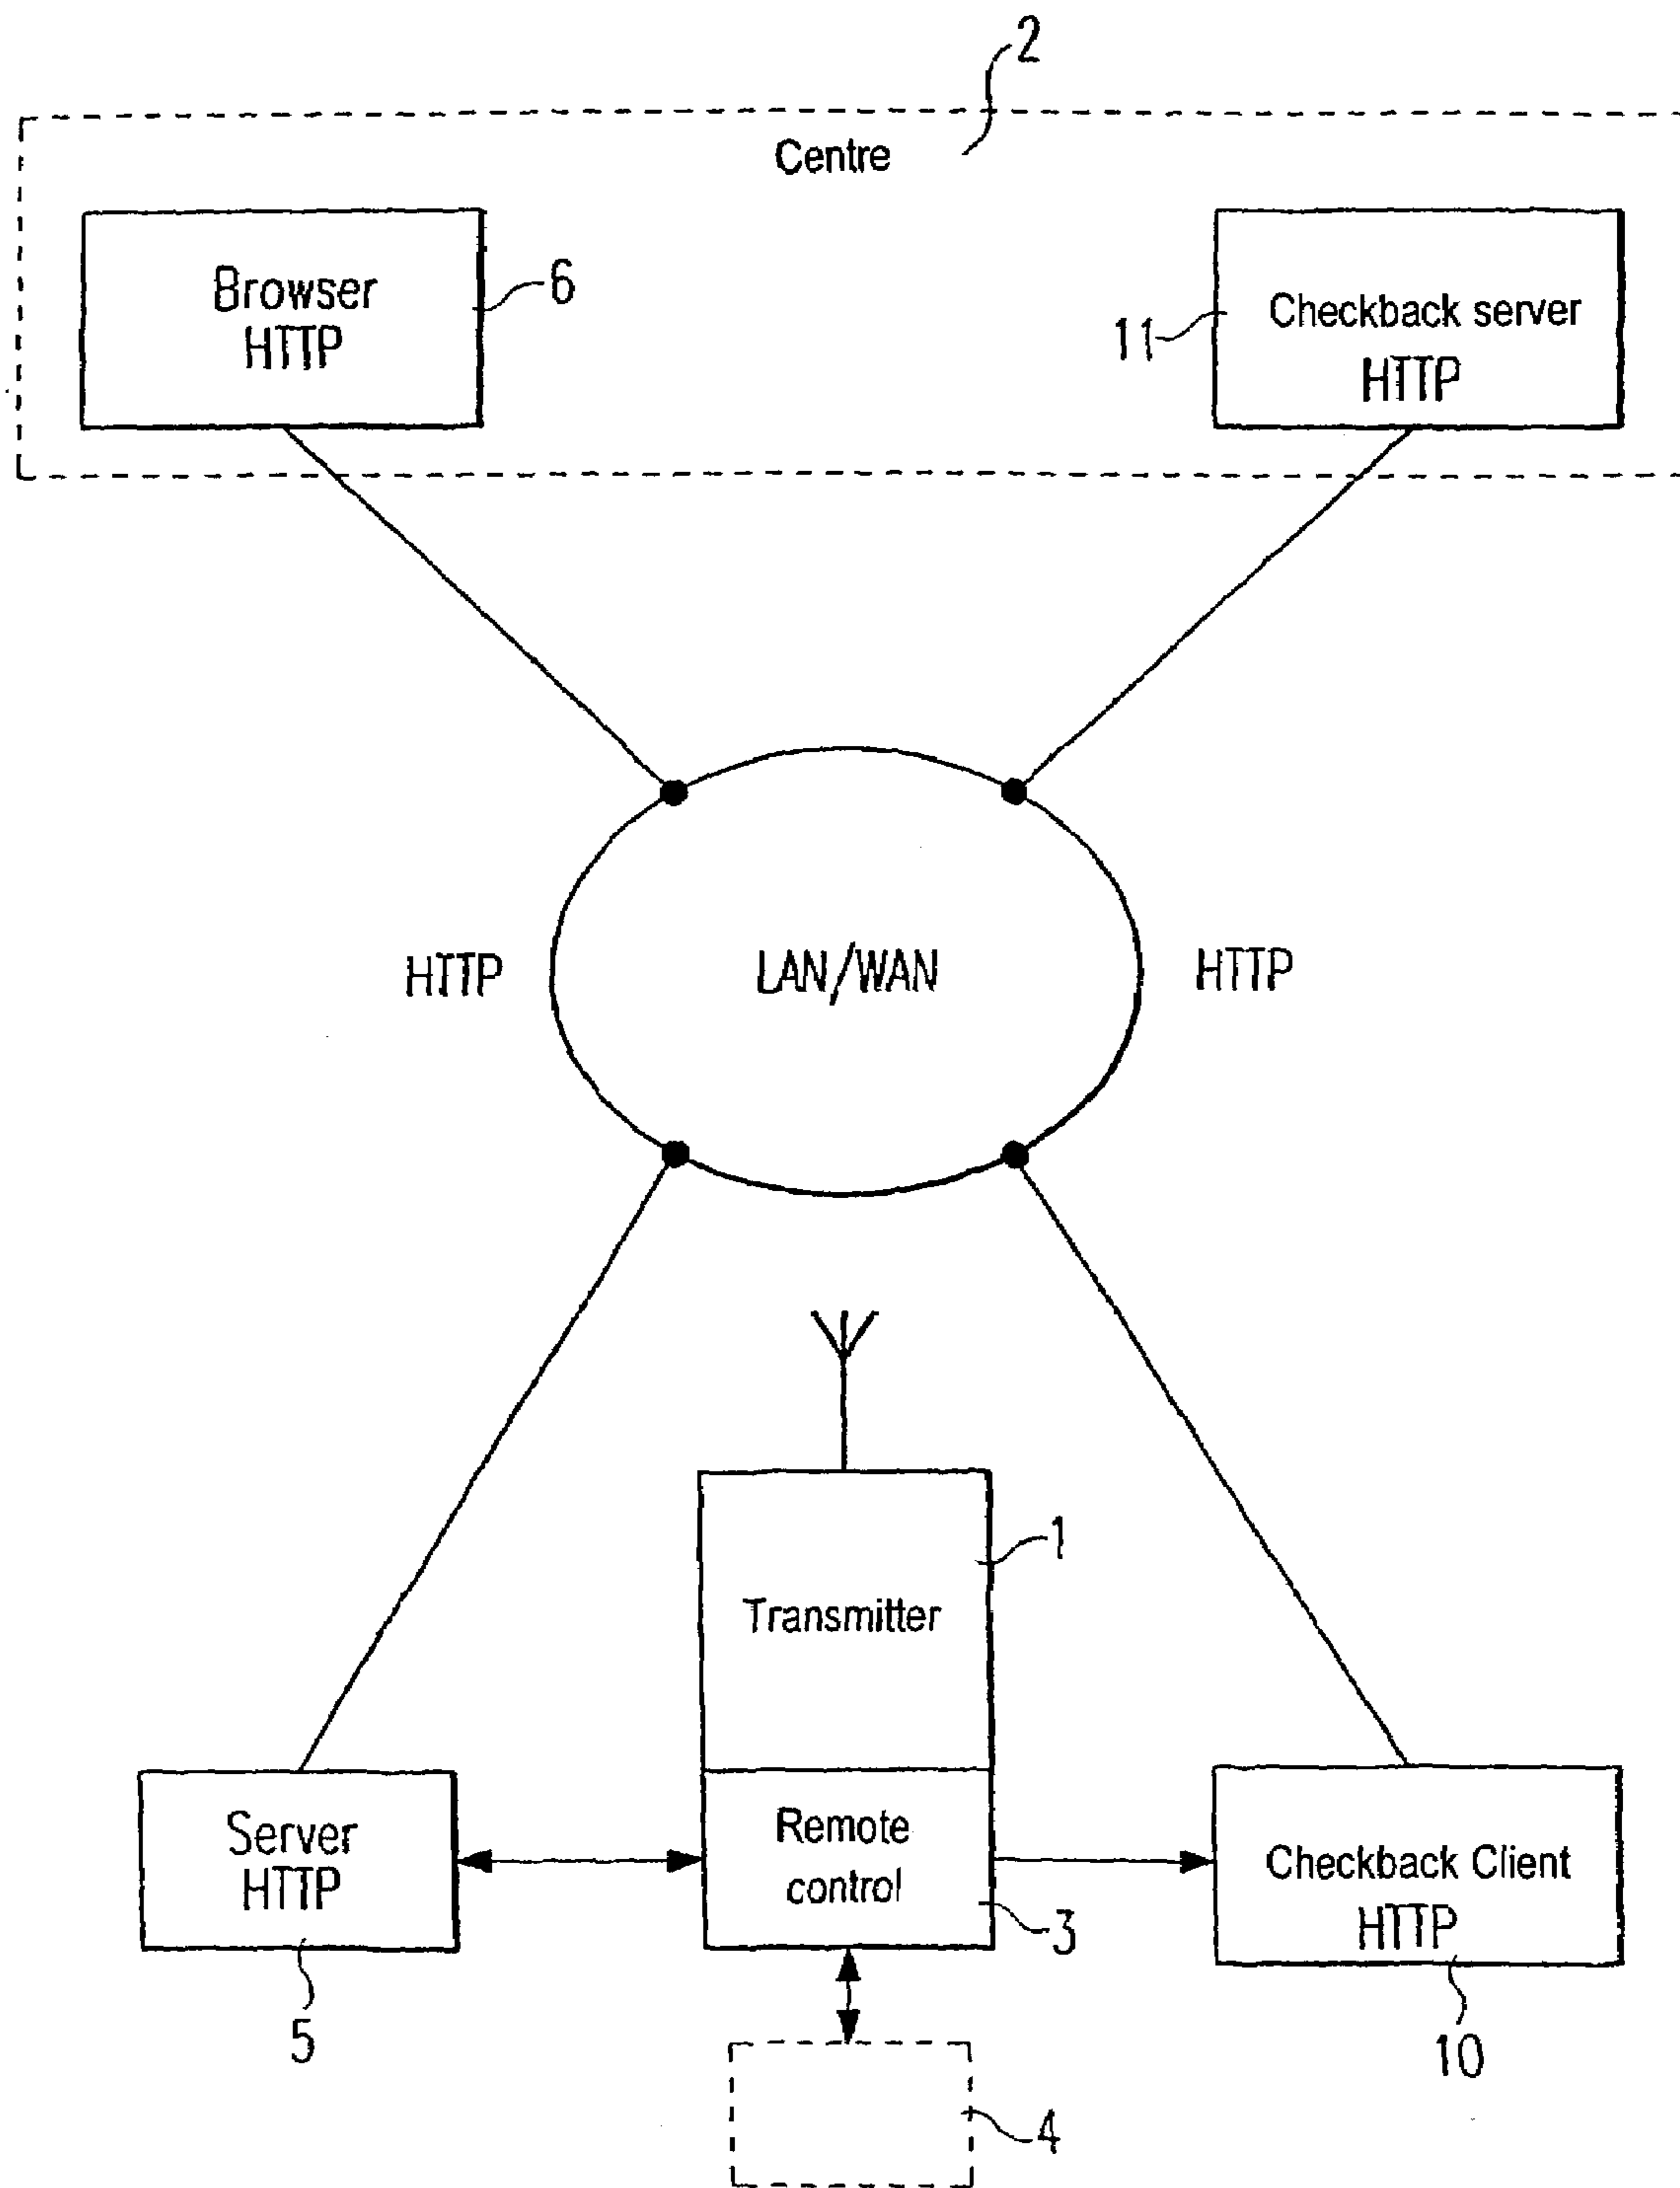 2
Centre
Browser
HTTP
6
11
Checkback server
HTTP
HTTP
LAN/WAN
HTTP
1
Transmitter
Server
HTTP
5
Remote
control
3
Checkback Client
HTTP
10
4